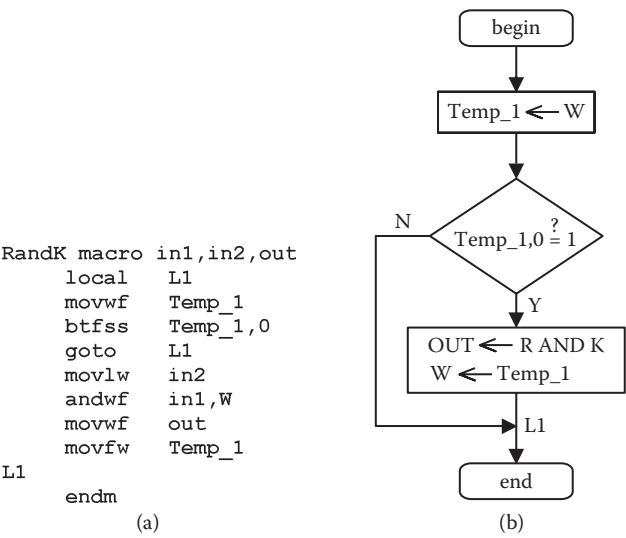 RandK macro in1,in2,out
local L1
movwf Temp_1
btfss Temp_1,0
goto L1
movlw in2
andwf in1,W
movwf out
movfw Temp_1
L1
endm
(a)
begin
Temp_1 ← W
N
?
Temp_1,0 = 1
Y
OUT ← R AND K
W ← Temp_1
L1
end
(b)